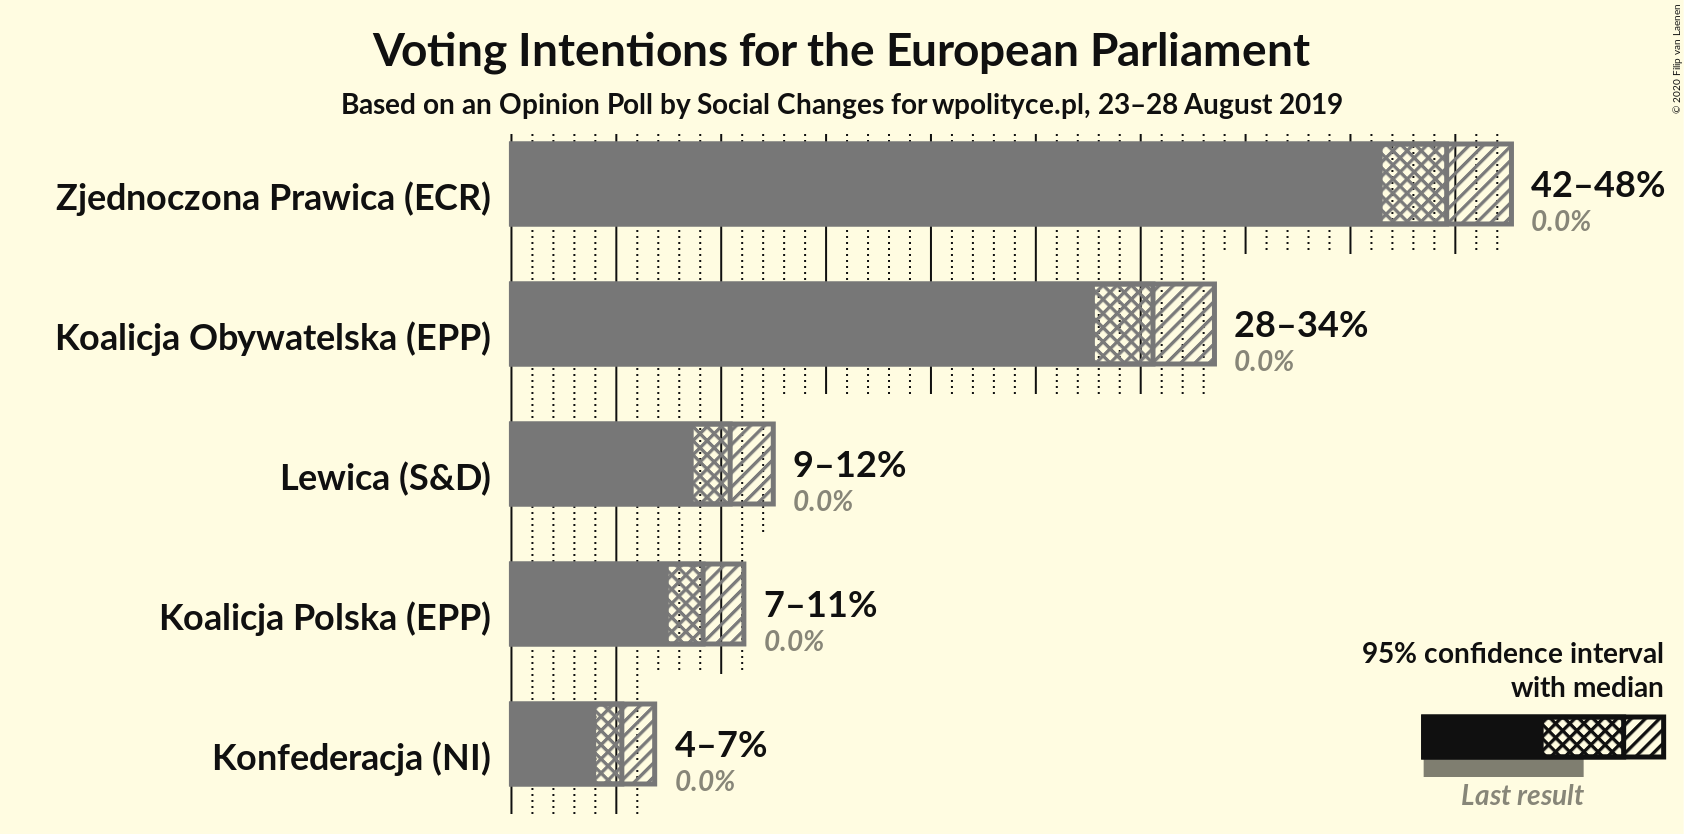 Voting Intentions for the European Parliament
Based on an Opinion Poll by Social Changes for wpolityce.pl, 23–28 August 2019
© 2020 Filip van Laenen
Zjednoczona Prawica (ECR)
42–48%
0.0%
Koalicja Obywatelska (EPP)
28–34%
0.0%
Lewica (S&D)
9–12%
0.0%
Koalicja Polska (EPP)
7–11%
0.0%
Konfederacja (NI)
4–7%
0.0%
95% confidence interval
with median
Last result